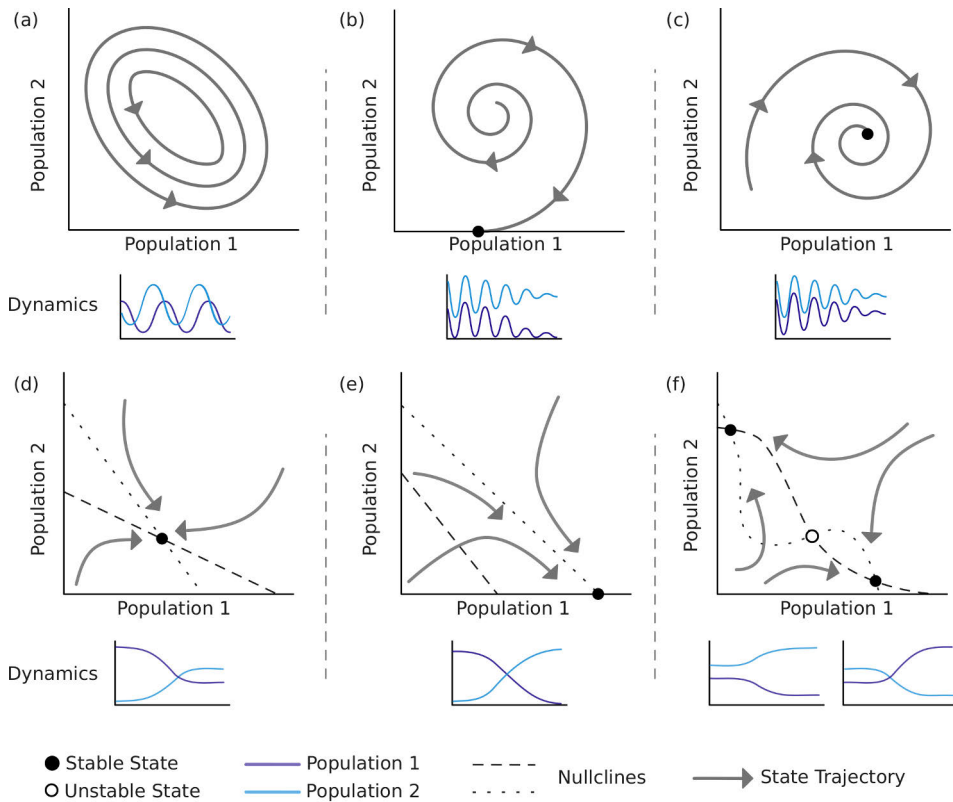 (a)
Population 2
Population 1
(b)
Population 2
Population 1
(c)
Population 2
Population 1
Dynamics
(d)
Population 2
Population 1
(e)
Population 2
Population 1
(f)
Population 2
Population 1
Dynamics
Stable State
Unstable State
Population 1
Population 2
Nullclines
State Trajectory